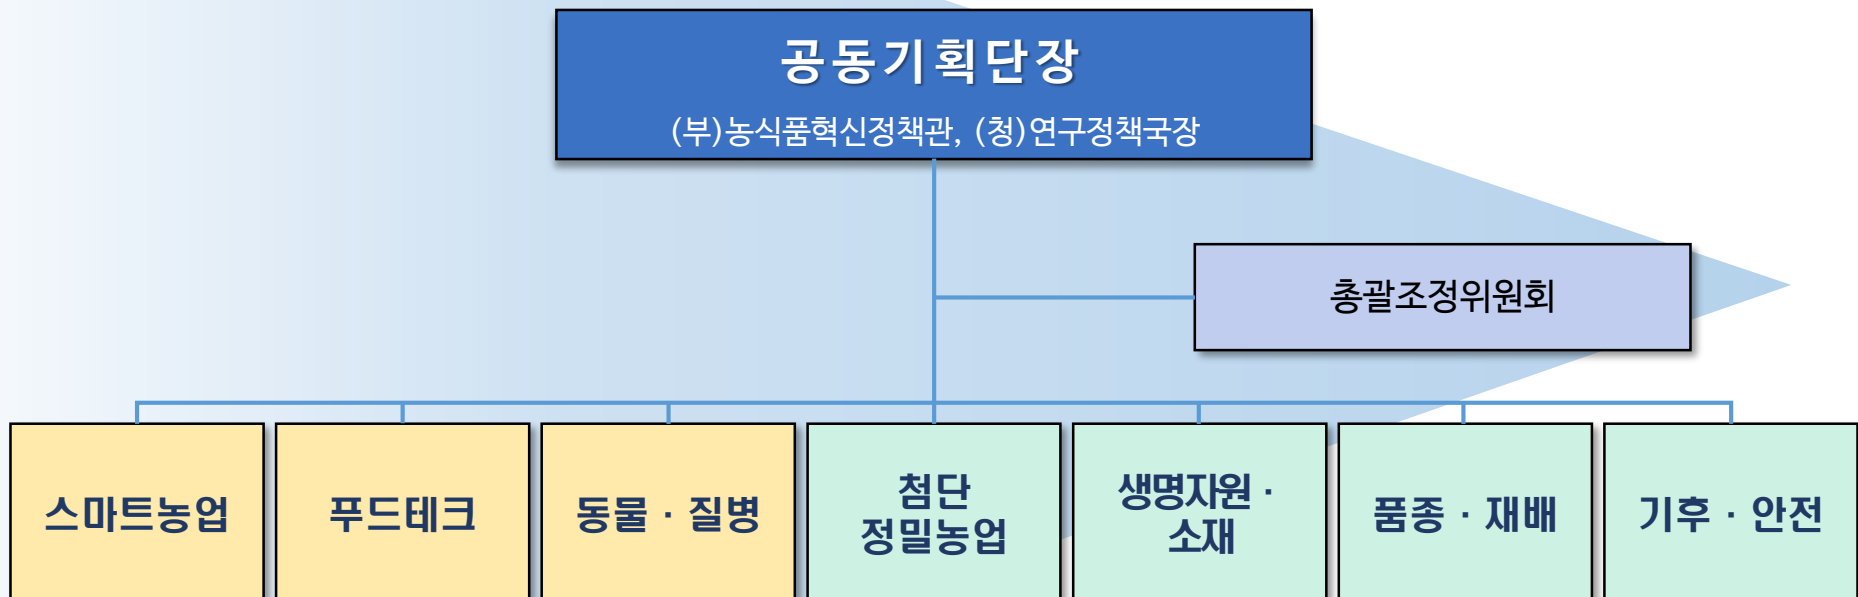 공동기획단장
(부)농식품혁신정책관, (청)연구정책국장
총괄조정위원회
스마트농업
푸드테크
동물 · 질병
첨단
정밀농업
생명자원 ·
소재
품종 · 재배
기후 · 안전